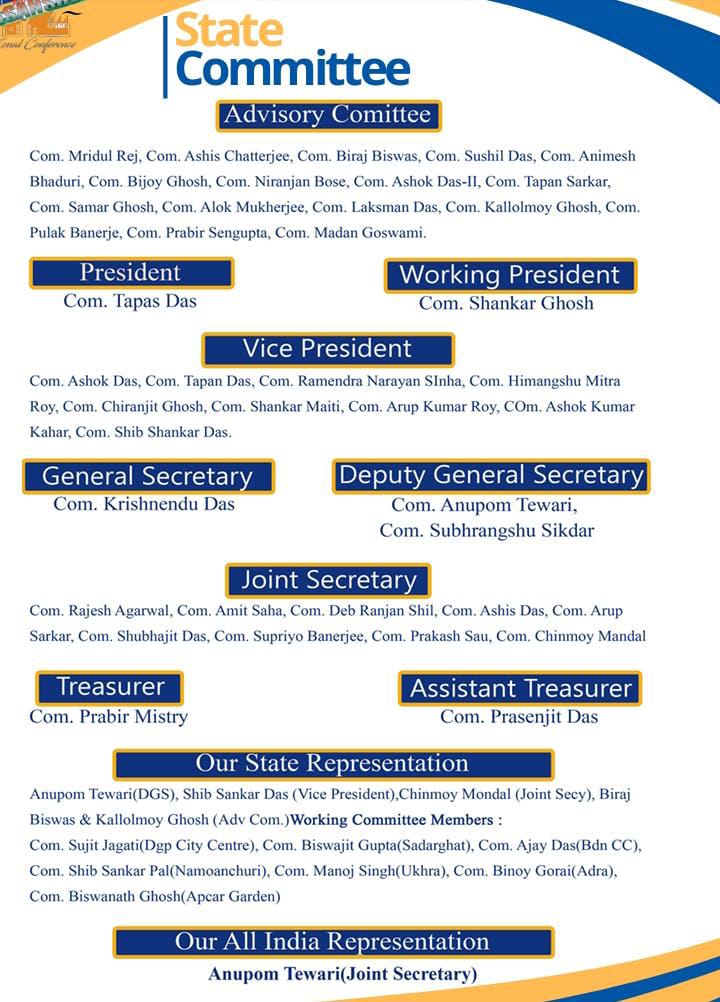 SANSH
ional Conference
State
Committee
Advisory Comittee
Com. Mridul Rej, Com. Ashis Chatterjee, Com. Biraj Biswas, Com. Sushil Das, Com. Animesh
Bhaduri, Com. Bijoy Ghosh, Com. Niranjan Bose, Com. Ashok Das-II, Com. Tapan Sarkar,
Com. Samar Ghosh, Com. Alok Mukherjee, Com. Laksman Das, Com. Kallolmoy Ghosh, Com.
Pulak Banerje, Com. Prabir Sengupta, Com. Madan Goswami.
President
Com. Tapas Das
Working President
Com. Shankar Ghosh
Vice President
Com. Ashok Das, Com. Tapan Das, Com. Ramendra Narayan SInha, Com. Himangshu Mitra
Roy, Com. Chiranjit Ghosh, Com. Shankar Maiti, Com. Arup Kumar Roy, COm. Ashok Kumar
Kahar, Com. Shib Shankar Das.
General Secretary
Com. Krishnendu Das
Deputy General Secretary
Com. Anupom Tewari,
Com. Subhrangshu Sikdar
Joint Secretary
Com. Rajesh Agarwal, Com. Amit Saha, Com. Deb Ranjan Shil, Com. Ashis Das, Com. Arup
Sarkar, Com. Shubhajit Das, Com. Supriyo Banerjee, Com. Prakash Sau, Com. Chinmoy Mandal
Treasurer
Com. Prabir Mistry
Assistant Treasurer
Com. Prasenjit Das
Our State Representation
Anupom Tewari(DGS), Shib Sankar Das (Vice President),Chinmoy Mondal (Joint Secy), Biraj
Biswas & Kallolmoy Ghosh (Adv Com.)Working Committee Members :
Com. Sujit Jagati(Dgp City Centre), Com. Biswajit Gupta(Sadarghat), Com. Ajay Das(Bdn CC),
Com. Shib Sankar Pal(Namoanchuri), Com. Manoj Singh(Ukhra), Com. Binoy Gorai(Adra),
Com. Biswanath Ghosh(Apcar Garden)
Our All India Representation
Anupom Tewari(Joint Secretary)